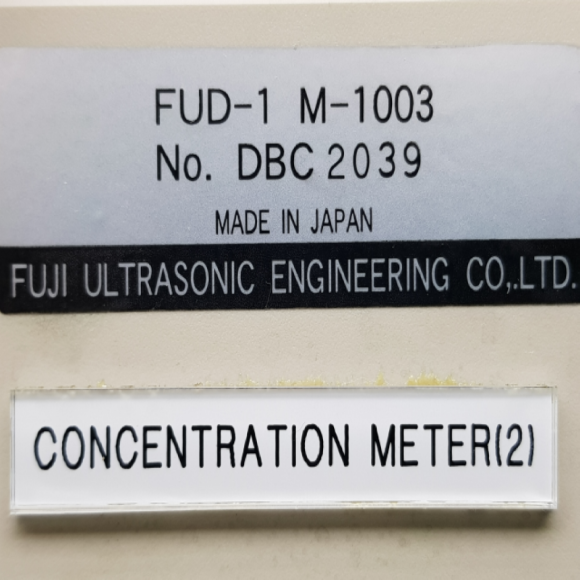 FUD-1 M-1003
No. DBC 2039
MADE IN JAPAN
FUJI ULTRASONIC ENGINEERING CO,.LTD.
CONCENTRATION METER(2)